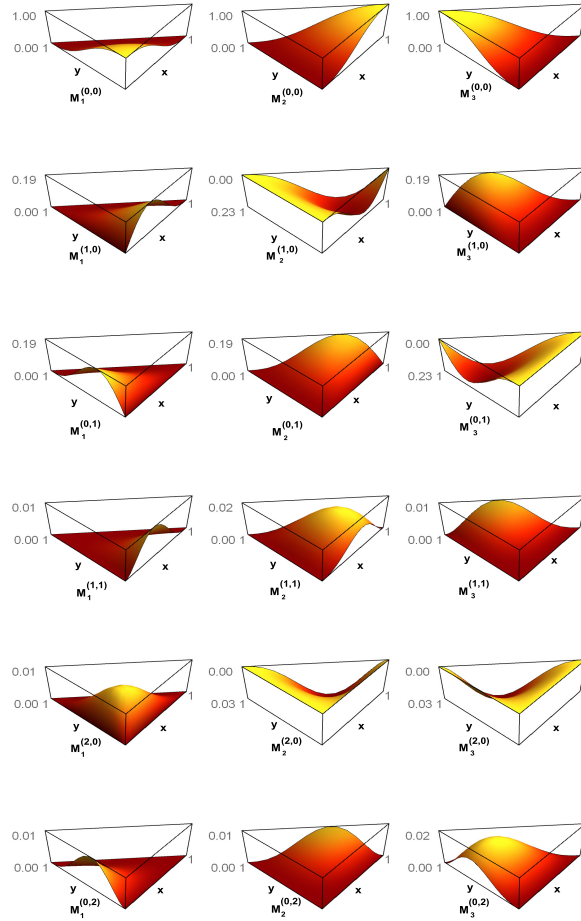 1.00 1.00 1.00
0.00 1 y x 1 0.00 1 y x 1 0.00 1 y x 1
M₁^(0,0) M₂^(0,0) M₃^(0,0)
0.19 0.00 0.19
0.00 1 y x 1 0.23 1 y x 1 0.00 1 y x 1
M₁^(1,0) M₂^(1,0) M₃^(1,0)
0.19 0.19 0.00
0.00 1 y x 1 0.00 1 y x 1 0.23 1 y x 1
M₁^(0,1) M₂^(0,1) M₃^(0,1)
0.01 0.02 0.01
0.00 1 y x 1 0.00 1 y x 1 0.00 1 y x 1
M₁^(1,1) M₂^(1,1) M₃^(1,1)
0.01 0.00 0.00
0.00 1 y x 1 0.03 1 y x 1 0.03 1 y x 1
M₁^(2,0) M₂^(2,0) M₃^(2,0)
0.01 0.01 0.02
0.00 1 y x 1 0.00 1 y x 1 0.00 1 y x 1
M₁^(0,2) M₂^(0,2) M₃^(0,2)